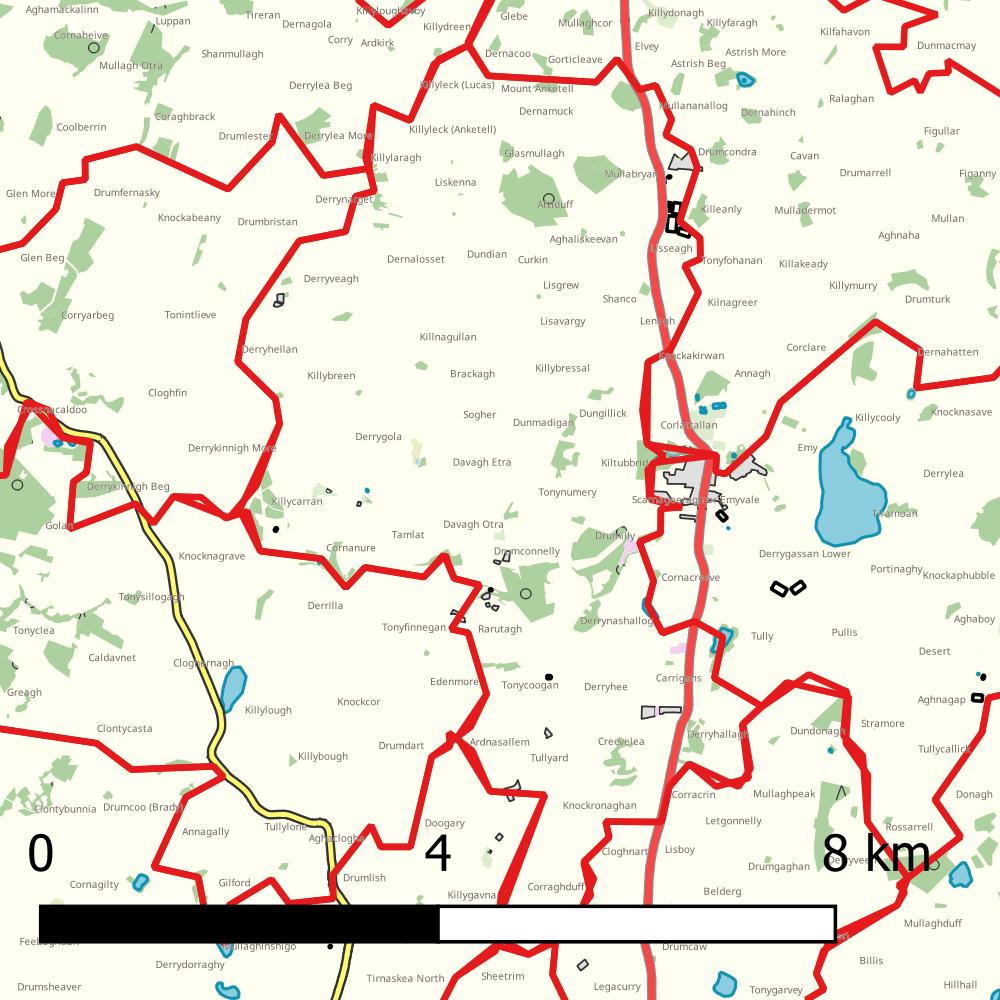 Aghamackalinn
Luppan
Tireran
Dernagola
Killyloughavoy
Glebe
Killydreen
Mullaghcor
Killydonagh
Killyfaragh
Kilfahavon
Cornaheive
Corry
Ardkirk
Elvey
Dunmacmay
Shanmullagh
Dernacoo
Gorticleave
Astrish More
Mullagh Otra
Astrish Beg
Derrylea Beg
Killyleck (Lucas)
Mount Anketell
Ralaghan
Coraghbrack
Dernamuck
Mullananallog
Dernahinch
Coolberrin
Drumlester
Derrylea More
Killyleck (Anketell)
Figullar
Killylaragh
Glasmullagh
Drumcondra
Cavan
Mullabryan
Drumarrell
Figanny
Liskenna
Glen More
Drumfernasky
Derrynarget
Altiduff
Killeanly
Mulladermot
Mullan
Knockabeany
Drumbristan
Aghaliskeevan
Aghnaha
Glen Beg
Dernalosset
Dundian
Curkin
Lisseagh
Tonyfohanan
Killakeady
Derryveagh
Lisgrew
Killymurry
Shanco
Kilnagreer
Drumturk
Corryarbeg
Tonintlieve
Lisavargy
Lenagh
Killnagullan
Derryhellan
Knockakirwan
Corclare
Dernahatten
Killybreen
Brackagh
Killybressal
Annagh
Cloghfin
Crossnacaldoo
Sogher
Dunmadigan
Dungillick
Corlattallan
Killycooly
Knocknasave
Derrykinnigh More
Derrygola
Davagh Etra
Kiltubbrid
Emy
Derrylea
Derrykinnigh Beg
Killycarran
Tonynumery
Scarnageeragh or Emyvale
Tiramoan
Golan
Tamlat
Davagh Otra
Drumilly
Knocknagrave
Cornanure
Drumconnelly
Derrygassan Lower
Portinaghy
Knockaphubble
Cornacreeve
Tonysillogagh
Derrilla
Tonyfinnegan
Rarutagh
Derrynashallog
Tully
Pullis
Aghaboy
Tonyclea
Desert
Caldavnet
Cloghernagh
Edenmore
Tonycoogan
Derryhee
Carrigans
Greagh
Killylough
Knockcor
Aghnagap
Clontycasta
Drumdart
Ardnasallem
Creevelea
Derryhallagh
Dundonagh
Stramore
Killybough
Tullyard
Tullycallick
Clontybunnia
Drumcoo (Brady)
Knockronaghan
Corracrin
Mullaghpeak
Donagh
Annagally
Tullylone
Aghaclogha
Doogary
Letgonnelly
Rossarrell
0 4 8 km
Cloghnart
Lisboy
Drumgaghan
Cornagilty
Gilford
Drumlish
Killygavna
Corraghduff
Belderg
Mullaghduff
Mullaghinshigo
Drumcaw
Derrydorraghy
Billis
Drumsheaver
Tirnaskea North
Sheetrim
Legacurry
Tonygarvey
Hillhall